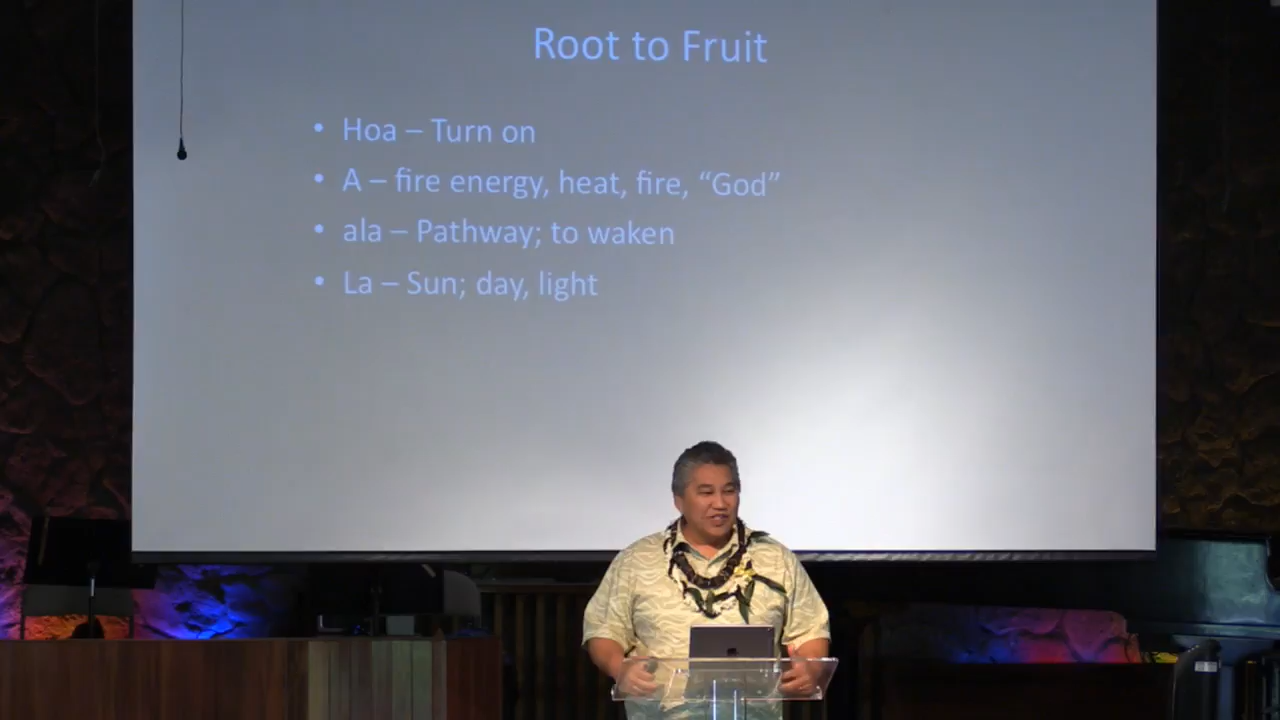 Root to Fruit
• Hoa – Turn on
• A – fire energy, heat, fire, “God”
• ala – Pathway; to waken
• La – Sun; day, light